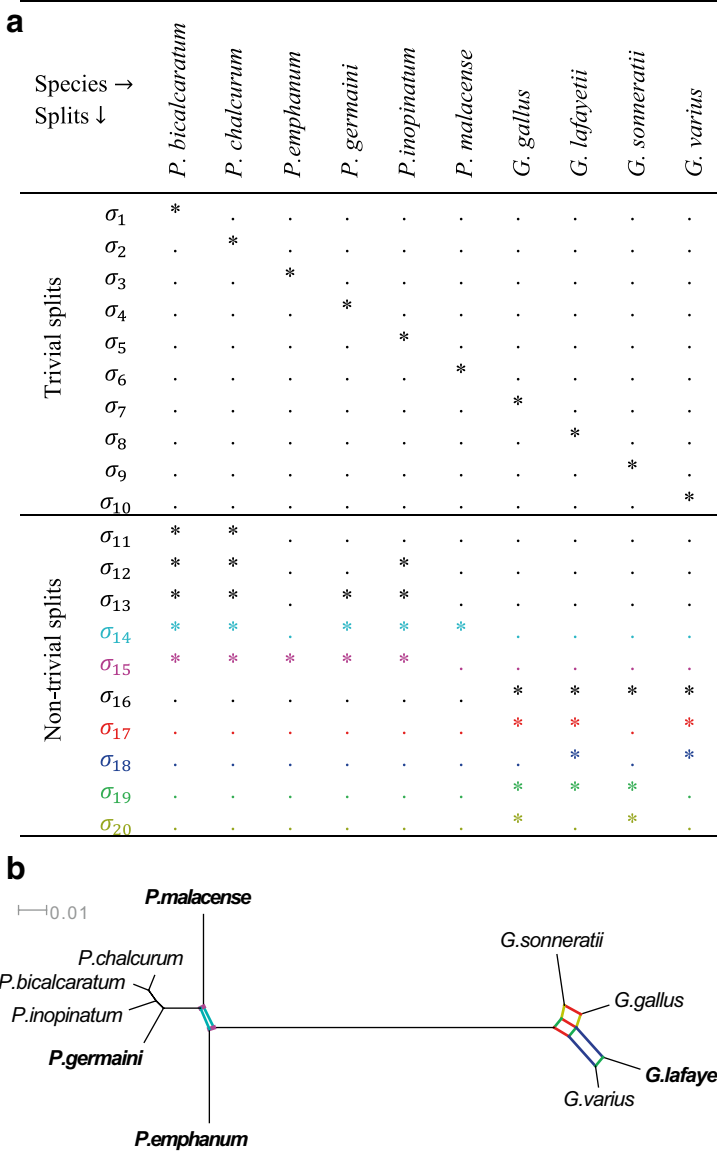 a
Species →
Splits ↓
P. bicalcaratum
P. chalcurum
P.emphanum
P. germaini
P.inopinatum
P. malacense
G. gallus
G. lafayetii
G. sonneratii
G. varius
Trivial splits
σ1 * . . . . . . . . .
σ2 . * . . . . . . . .
σ3 . . * . . . . . . .
σ4 . . . * . . . . . .
σ5 . . . . * . . . . .
σ6 . . . . . * . . . .
σ7 . . . . . . * . . .
σ8 . . . . . . . * . .
σ9 . . . . . . . . * .
σ10 . . . . . . . . . *
Non-trivial splits
σ11 * * . . . . . . . .
σ12 * * . . * . . . . .
σ13 * * . * * . . . . .
σ14 * * . * * * . . . .
σ15 * * * * * . . . . .
σ16 . . . . . . * * * *
σ17 . . . . . . * * . *
σ18 . . . . . . . * . *
σ19 . . . . . . * * * .
σ20 . . . . . . * . * .
b
0.01
P.malacense
P.chalcurum
P.bicalcaratum
P.inopinatum
P.germaini
P.emphanum
G.sonneratii
G.gallus
G.lafaye
G.varius